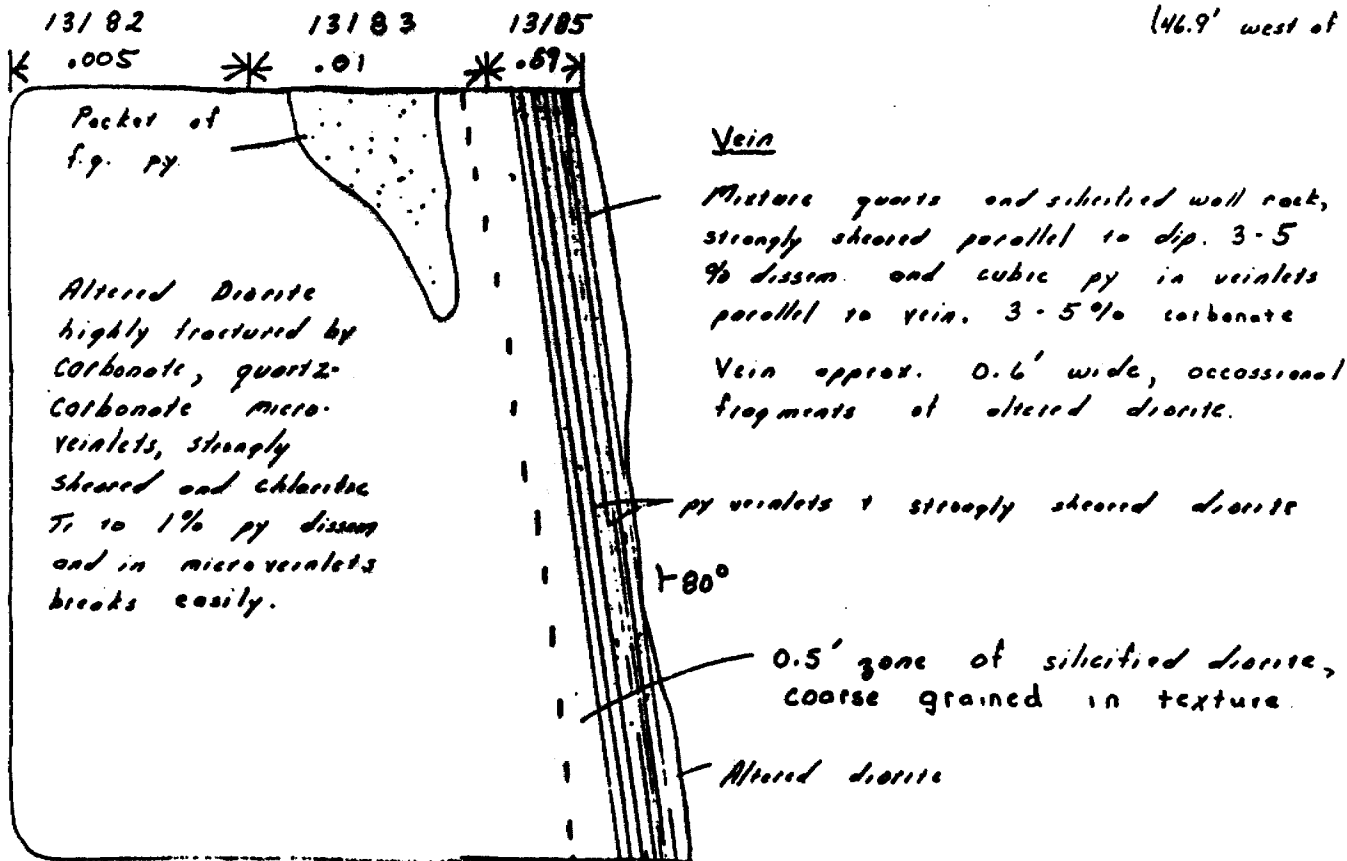 13182 13183 13185 (46.9' west of
.005 .01 .69
Pocket of
f.g. py
Altered Diorite
highly fractured by
carbonate, quartz-
carbonate micro-
veinlets, strongly
sheared and chloritic
Tr to 1% py dissem
and in microveinlets
breaks easily.
Vein
Mixture quartz and silicified wall rock,
strongly sheared parallel to dip. 3-5
% dissem. and cubic py in veinlets
parallel to vein. 3-5% carbonate
Vein approx. 0.6' wide, occassional
fragments of altered diorite.
py veinlets + strongly sheared diorite
80°
0.5' zone of silicified diorite,
coarse grained in texture
Altered diorite